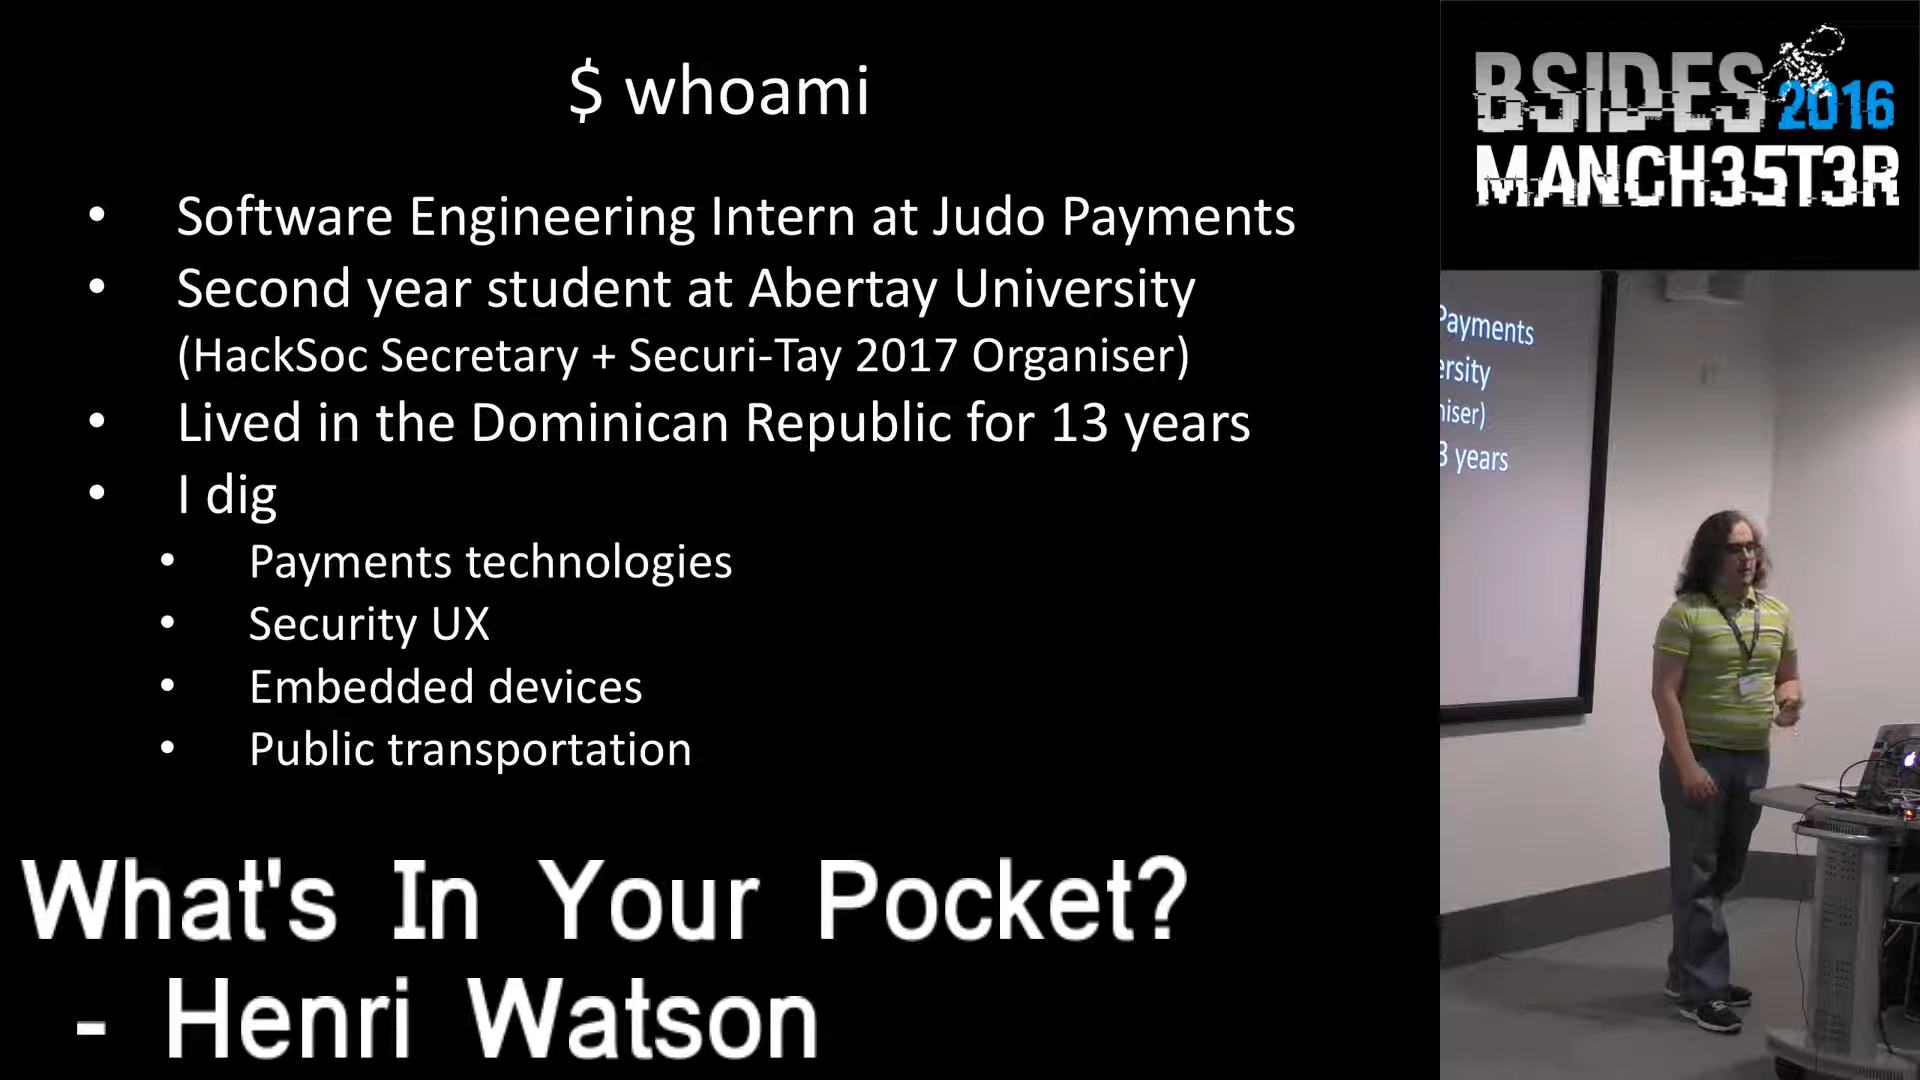 $ whoami
• Software Engineering Intern at Judo Payments
• Second year student at Abertay University
(HackSoc Secretary + Securi-Tay 2017 Organiser)
• Lived in the Dominican Republic for 13 years
• I dig
• Payments technologies
• Security UX
• Embedded devices
• Public transportation
What's In Your Pocket?
- Henri Watson
BSIDES 2016
MANCH35T3R
Payments
ersity
niser)
3 years